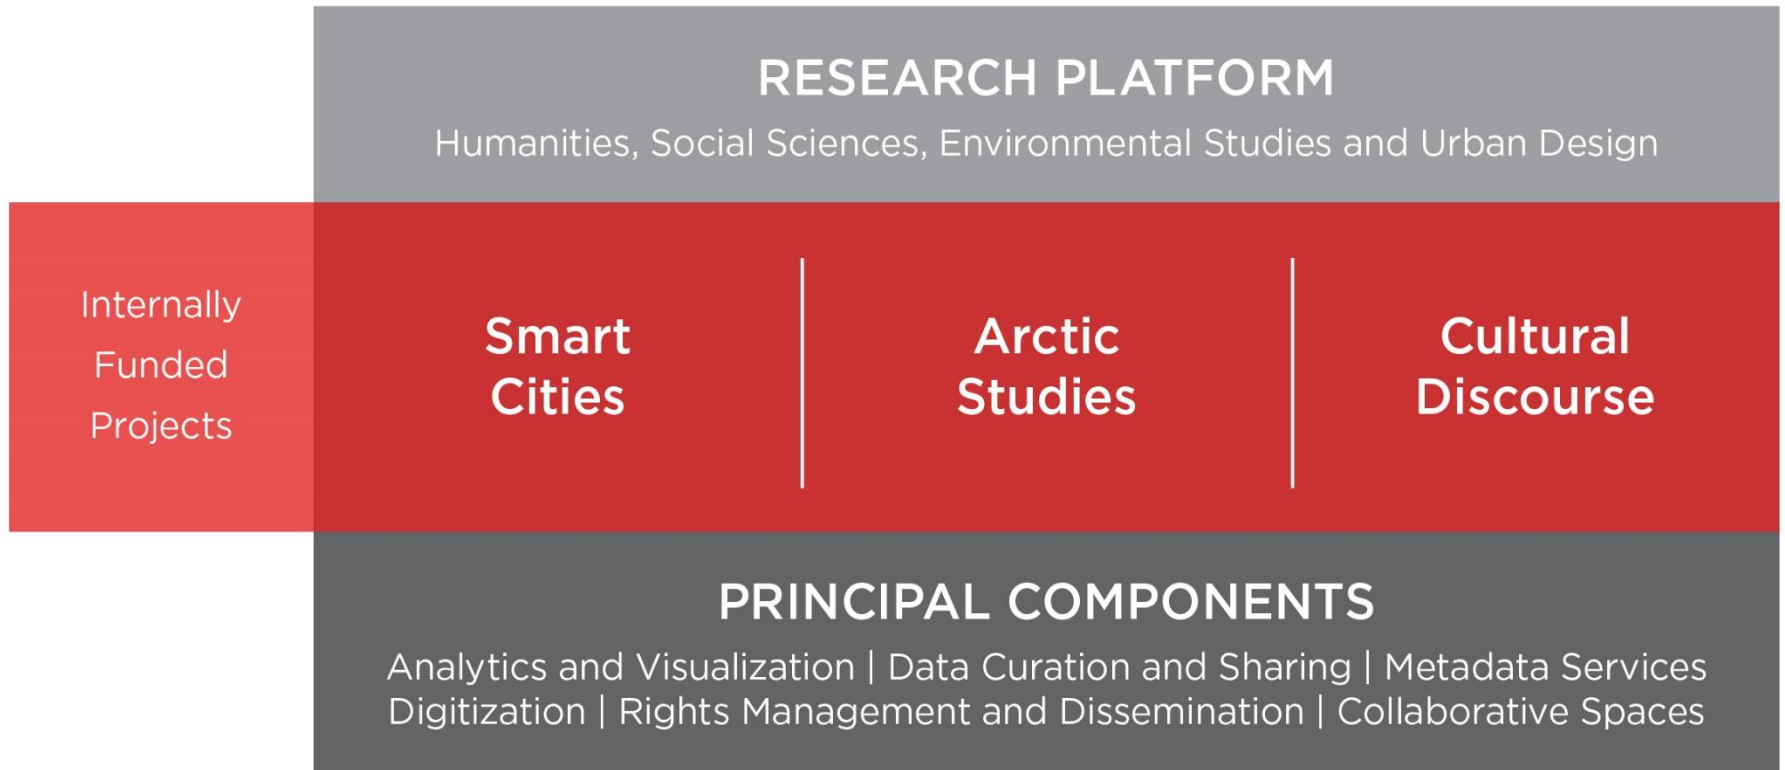 RESEARCH PLATFORM
Humanities, Social Sciences, Environmental Studies and Urban Design
Internally
Funded
Projects
Smart
Cities
Arctic
Studies
Cultural
Discourse
PRINCIPAL COMPONENTS
Analytics and Visualization | Data Curation and Sharing | Metadata Services
Digitization | Rights Management and Dissemination | Collaborative Spaces